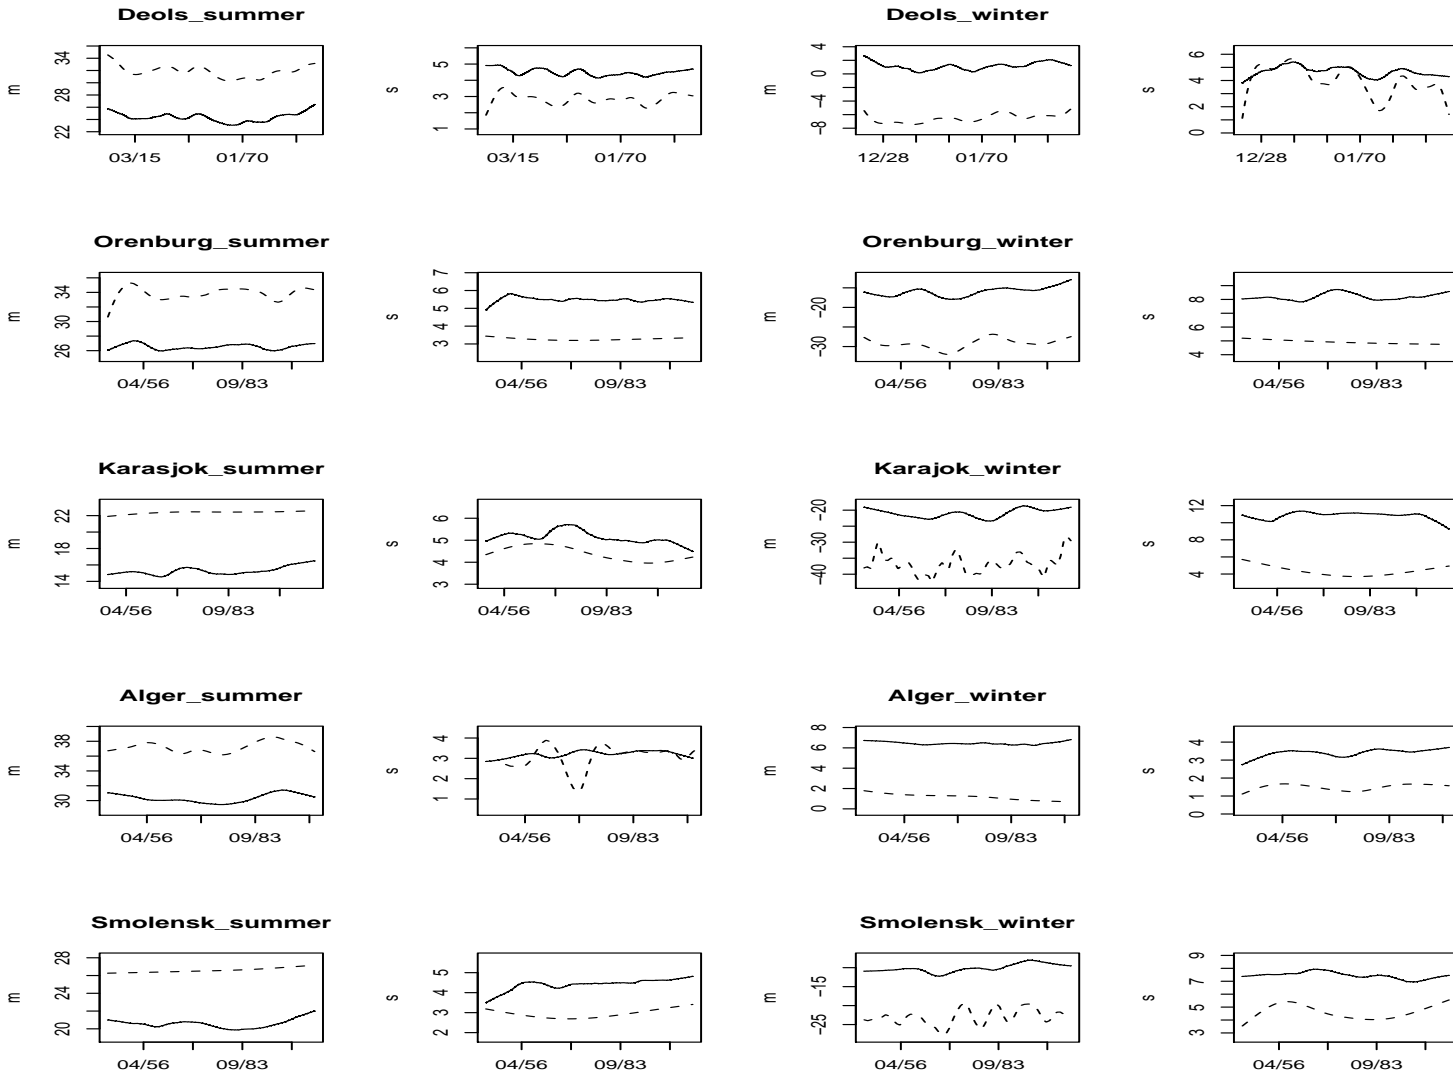 Deols_summer
Deols_winter
m
22 28 34
03/15 01/70
s
1 3 5
03/15 01/70
m
-8 -4 0 4
12/28 01/70
s
0 2 4 6
12/28 01/70
Orenburg_summer
Orenburg_winter
m
26 30 34
04/56 09/83
s
3 4 5 6 7
04/56 09/83
m
-30 -20
04/56 09/83
s
4 6 8
04/56 09/83
Karasjok_summer
Karajok_winter
m
14 18 22
04/56 09/83
s
3 4 5 6
04/56 09/83
m
-40 -30 -20
04/56 09/83
s
4 8 12
04/56 09/83
Alger_summer
Alger_winter
m
30 34 38
04/56 09/83
s
1 2 3 4
04/56 09/83
m
0 2 4 6 8
04/56 09/83
s
0 1 2 3 4
04/56 09/83
Smolensk_summer
Smolensk_winter
m
20 24 28
04/56 09/83
s
2 3 4 5
04/56 09/83
m
-25 -15
04/56 09/83
s
3 5 7 9
04/56 09/83